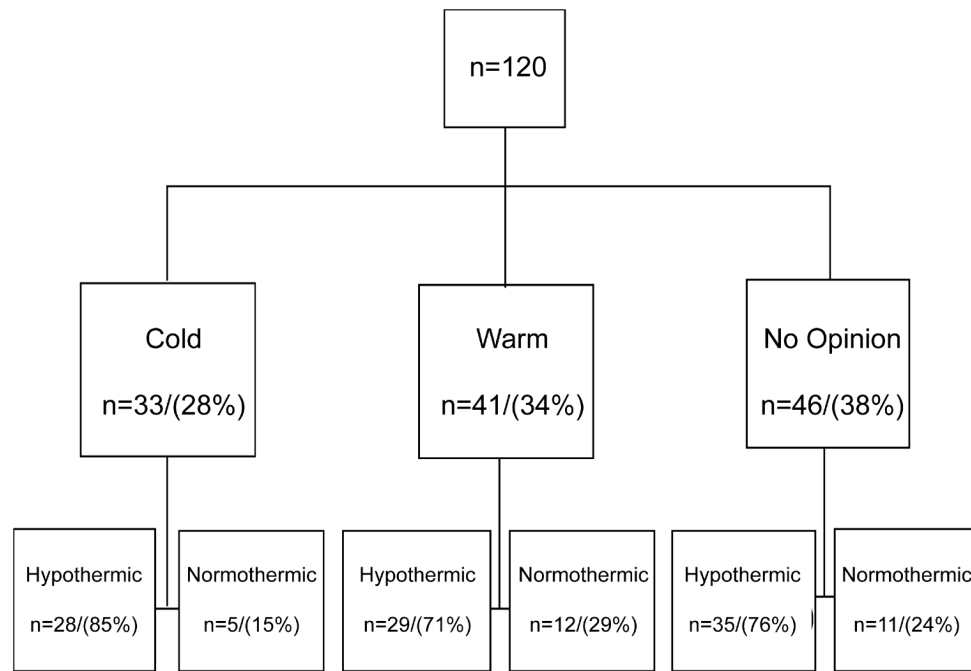 n=120
Cold
n=33/(28%)
Warm
n=41/(34%)
No Opinion
n=46/(38%)
Hypothermic
n=28/(85%)
Normothermic
n=5/(15%)
Hypothermic
n=29/(71%)
Normothermic
n=12/(29%)
Hypothermic
n=35/(76%)
Normothermic
n=11/(24%)